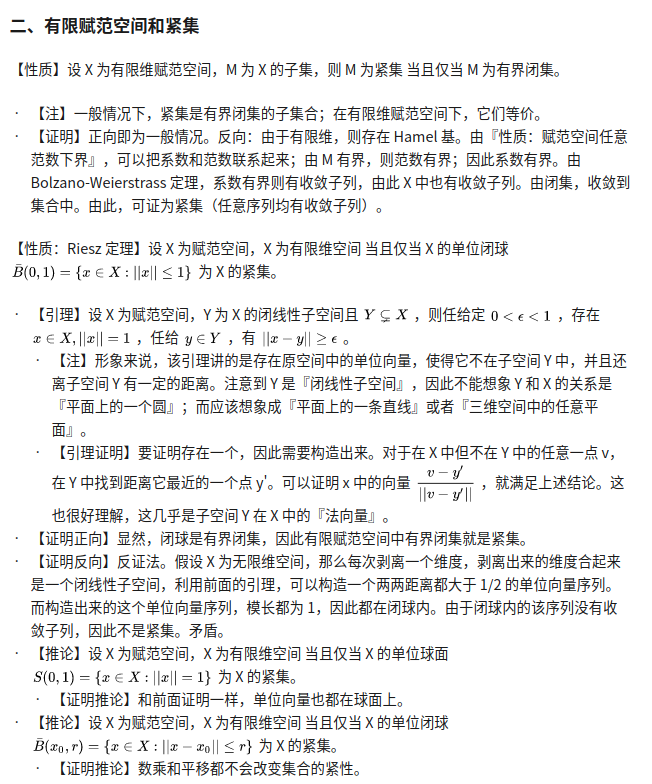 二、有限赋范空间和紧集
【性质】设 X 为有限维赋范空间，M 为 X 的子集，则 M 为紧集 当且仅当 M 为有界闭集。
· 【注】一般情况下，紧集是有界闭集的子集合；在有限维赋范空间下，它们等价。
· 【证明】正向即为一般情况。反向：由于有限维，则存在 Hamel 基。由『性质：赋范空间任意
范数下界』，可以把系数和范数联系起来；由 M 有界，则范数有界；因此系数有界。由
Bolzano-Weierstrass 定理，系数有界则有收敛子列，由此 X 中也有收敛子列。由闭集，收敛到
集合中。由此，可证为紧集（任意序列均有收敛子列）。
【性质：Riesz 定理】设 X 为赋范空间，X 为有限维空间 当且仅当 X 的单位闭球
B̄(0,1) = {x ∈ X : ||x|| ≤ 1} 为 X 的紧集。
· 【引理】设 X 为赋范空间，Y 为 X 的闭线性子空间且 Y ⊊ X ，则任给定 0 < ϵ < 1 ，存在
x ∈ X, ||x|| = 1 ，任给 y ∈ Y ，有 ||x − y|| ≥ ϵ 。
· 【注】形象来说，该引理讲的是存在原空间中的单位向量，使得它不在子空间 Y 中，并且还
离子空间 Y 有一定的距离。注意到 Y 是『闭线性子空间』，因此不能想象 Y 和 X 的关系是
『平面上的一个圆』；而应该想象成『平面上的一条直线』或者『三维空间中的任意平
面』。
· 【引理证明】要证明存在一个，因此需要构造出来。对于在 X 中但不在 Y 中的任意一点 v，
在 Y 中找到距离它最近的一个点 y'。可以证明 x 中的向量 (v − y′)/||v − y′|| ，就满足上述结论。这
也很好理解，这几乎是子空间 Y 在 X 中的『法向量』。
· 【证明正向】显然，闭球是有界闭集，因此有限赋范空间中有界闭集就是紧集。
· 【证明反向】反证法。假设 X 为无限维空间，那么每次剥离一个维度，剥离出来的维度合起来
是一个闭线性子空间，利用前面的引理，可以构造一个两两距离都大于 1/2 的单位向量序列。
而构造出来的这个单位向量序列，模长都为 1，因此都在闭球内。由于闭球内的该序列没有收
敛子列，因此不是紧集。矛盾。
· 【推论】设 X 为赋范空间，X 为有限维空间 当且仅当 X 的单位球面
S(0,1) = {x ∈ X : ||x|| = 1} 为 X 的紧集。
· 【证明推论】和前面证明一样，单位向量也都在球面上。
· 【推论】设 X 为赋范空间，X 为有限维空间 当且仅当 X 的单位闭球
B̄(x₀, r) = {x ∈ X : ||x − x₀|| ≤ r} 为 X 的紧集。
· 【证明推论】数乘和平移都不会改变集合的紧性。